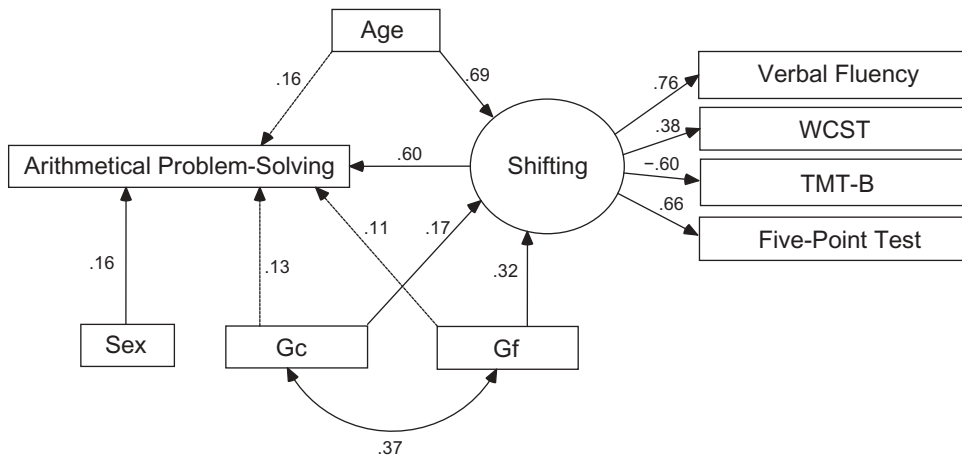 Age
.16
.69
Verbal Fluency
.76
WCST
.38
Arithmetical Problem-Solving
.60
Shifting
−.60
TMT-B
.66
Five-Point Test
.11
.17
.16
.13
.32
Sex
Gc
Gf
.37